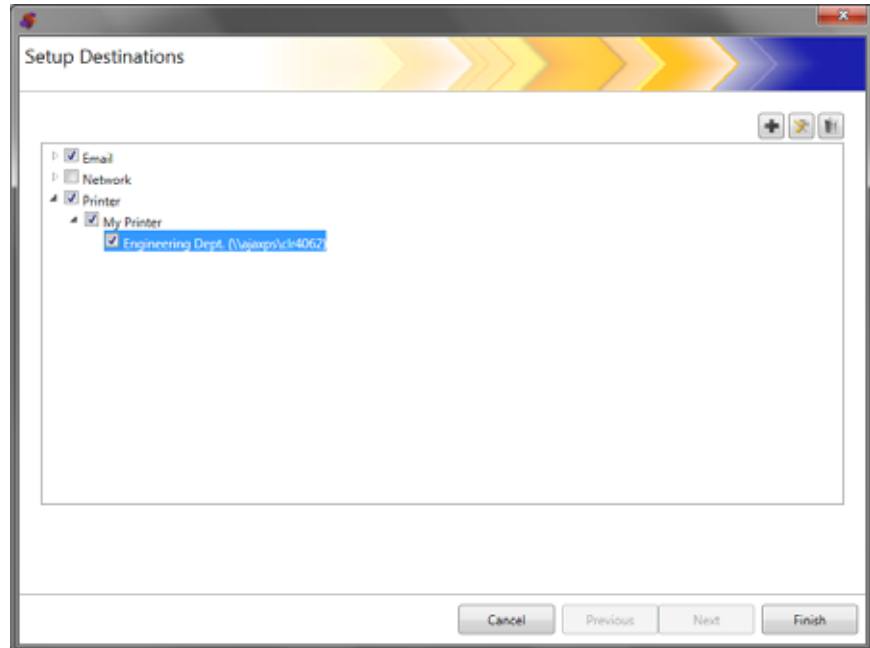 Setup Destinations
Email
Network
Printer
My Printer
Engineering Dept. (\\ajaxps\clr4062)
Cancel Previous Next Finish